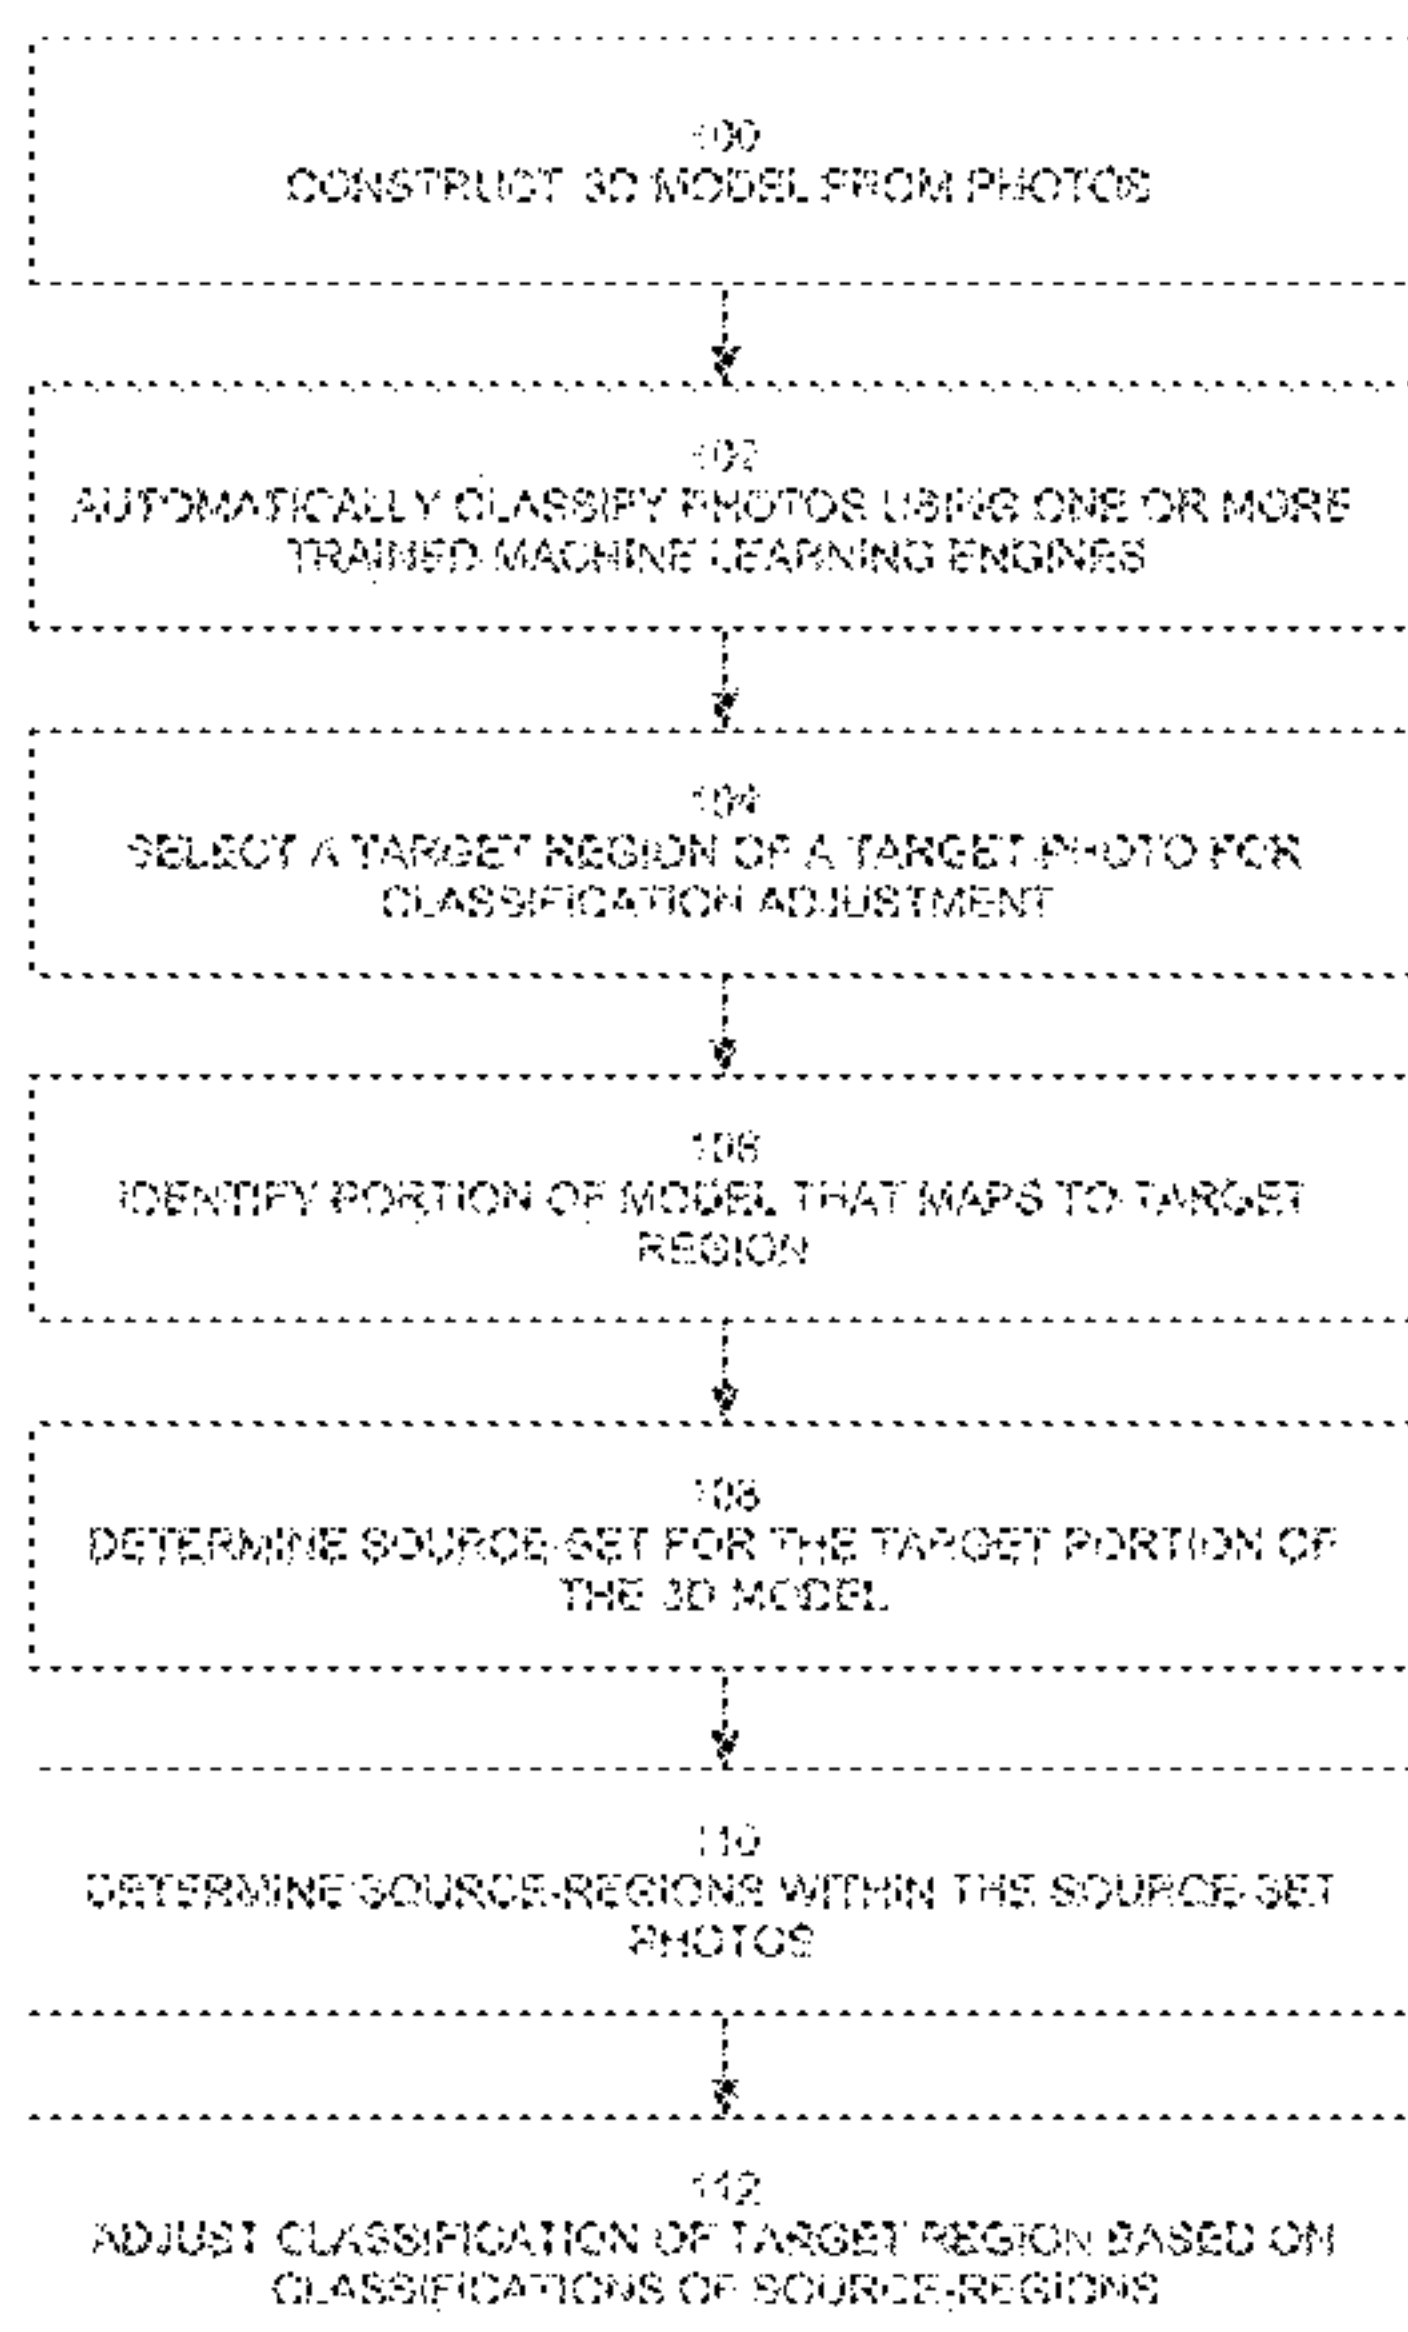 100
CONSTRUCT 3D MODEL FROM PHOTOS
102
AUTOMATICALLY CLASSIFY PHOTOS USING ONE OR MORE
TRAINED MACHINE LEARNING ENGINES
104
SELECT A TARGET REGION OF A TARGET PHOTO FOR
CLASSIFICATION ADJUSTMENT
106
IDENTIFY PORTION OF MODEL THAT MAPS TO TARGET
REGION
108
DETERMINE SOURCE-SET FOR THE TARGET PORTION OF
THE 3D MODEL
110
DETERMINE SOURCE-REGIONS WITHIN THE SOURCE-SET
PHOTOS
112
ADJUST CLASSIFICATION OF TARGET REGION BASED ON
CLASSIFICATIONS OF SOURCE-REGIONS